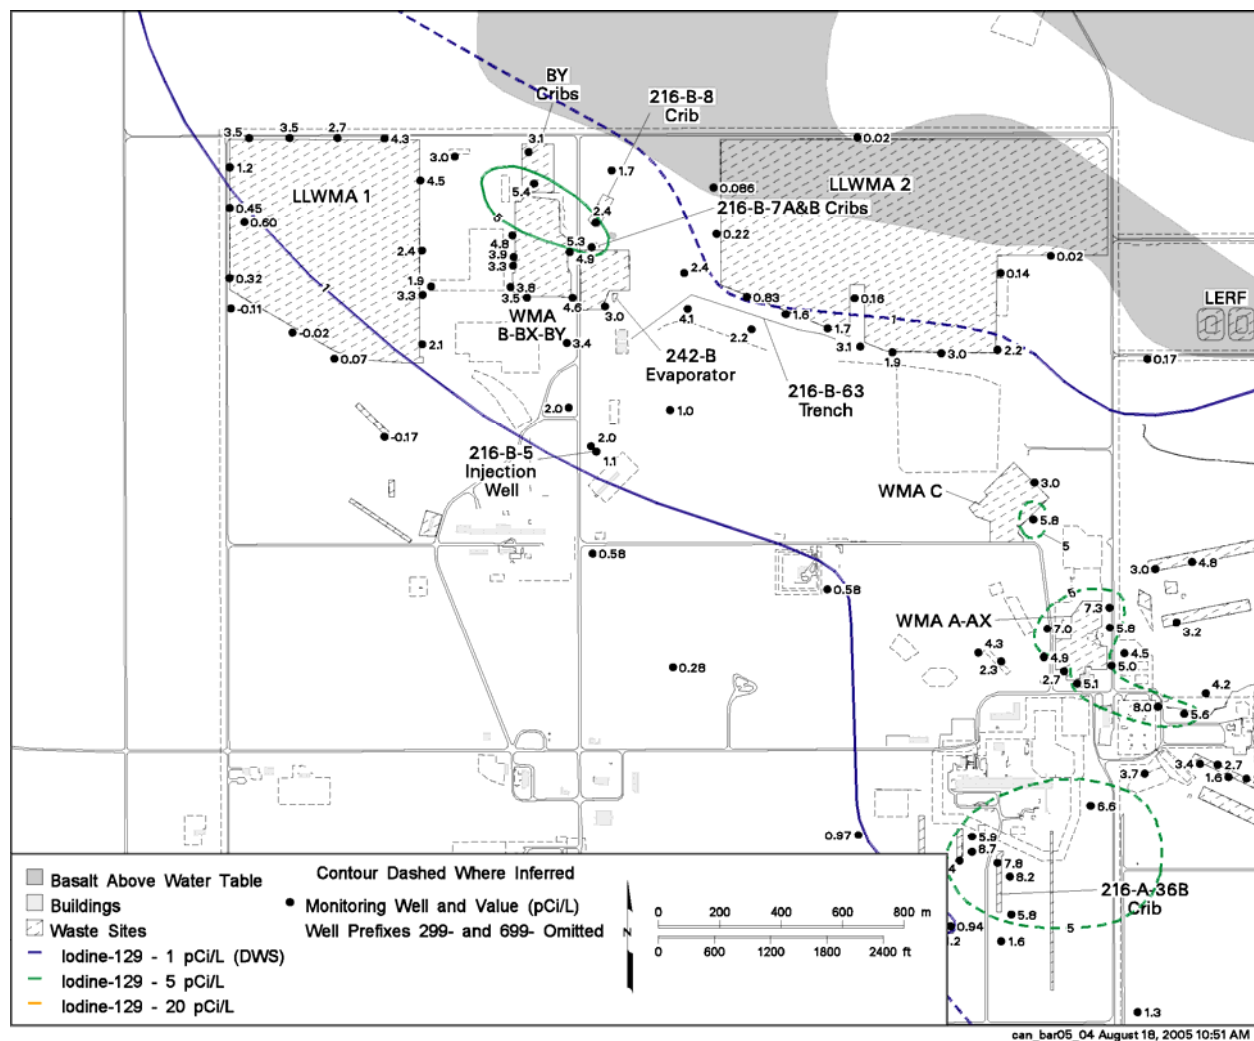 BY
Cribs
216-B-8
Crib
3.5
3.5
2.7
4.3
3.0
3.1
1.7
0.02
1.2
LLWMA 1
4.5
5.4
0.086
LLWMA 2
0.45
0.60
5
2.4
216-B-7A&B Cribs
0.22
4.8
5.3
4.9
2.4
3.9
3.3
2.4
0.02
0.14
0.32
1
1.9
3.3
3.8
3.5
4.6
3.0
0.83
0.16
LERF
-0.11
WMA
B-BX-BY
4.1
1.6
1
-0.02
2.1
3.4
2.2
1.7
3.1
1.9
3.0
2.2
0.17
0.07
242-B
Evaporator
216-B-63
Trench
2.0
1.0
-0.17
2.0
1.1
216-B-5
Injection
Well
WMA C
3.0
5.8
5
0.58
0.58
3.0
4.8
5
7.3
WMA A-AX
7.0
5.8
3.2
4.3
2.3
4.9
4.5
5.0
0.28
2.7
5.1
4.2
8.0
5.6
3.7
3.4
2.7
1.6
6.6
0.97
5.9
8.7
4
7.8
8.2
216-A-36B
Crib
5.8
5
0.94
1.6
1.3
Basalt Above Water Table
Buildings
Waste Sites
Iodine-129 - 1 pCi/L (DWS)
Iodine-129 - 5 pCi/L
Iodine-129 - 20 pCi/L
Contour Dashed Where Inferred
Monitoring Well and Value (pCi/L)
Well Prefixes 299- and 699- Omitted
N
0 200 400 600 800 m
0 600 1200 1800 2400 ft
can_bar05_04 August 18, 2005 10:51 AM